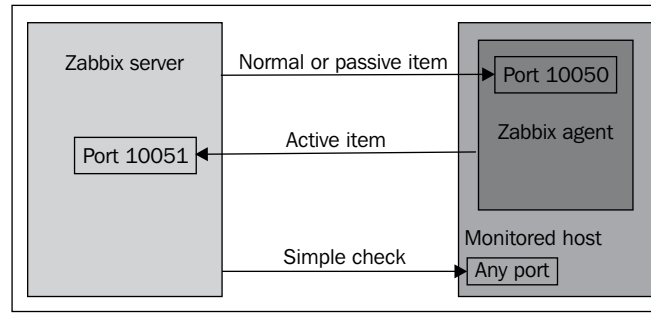 Zabbix server
Normal or passive item
Port 10050
Zabbix agent
Active item
Port 10051
Monitored host
Simple check
Any port